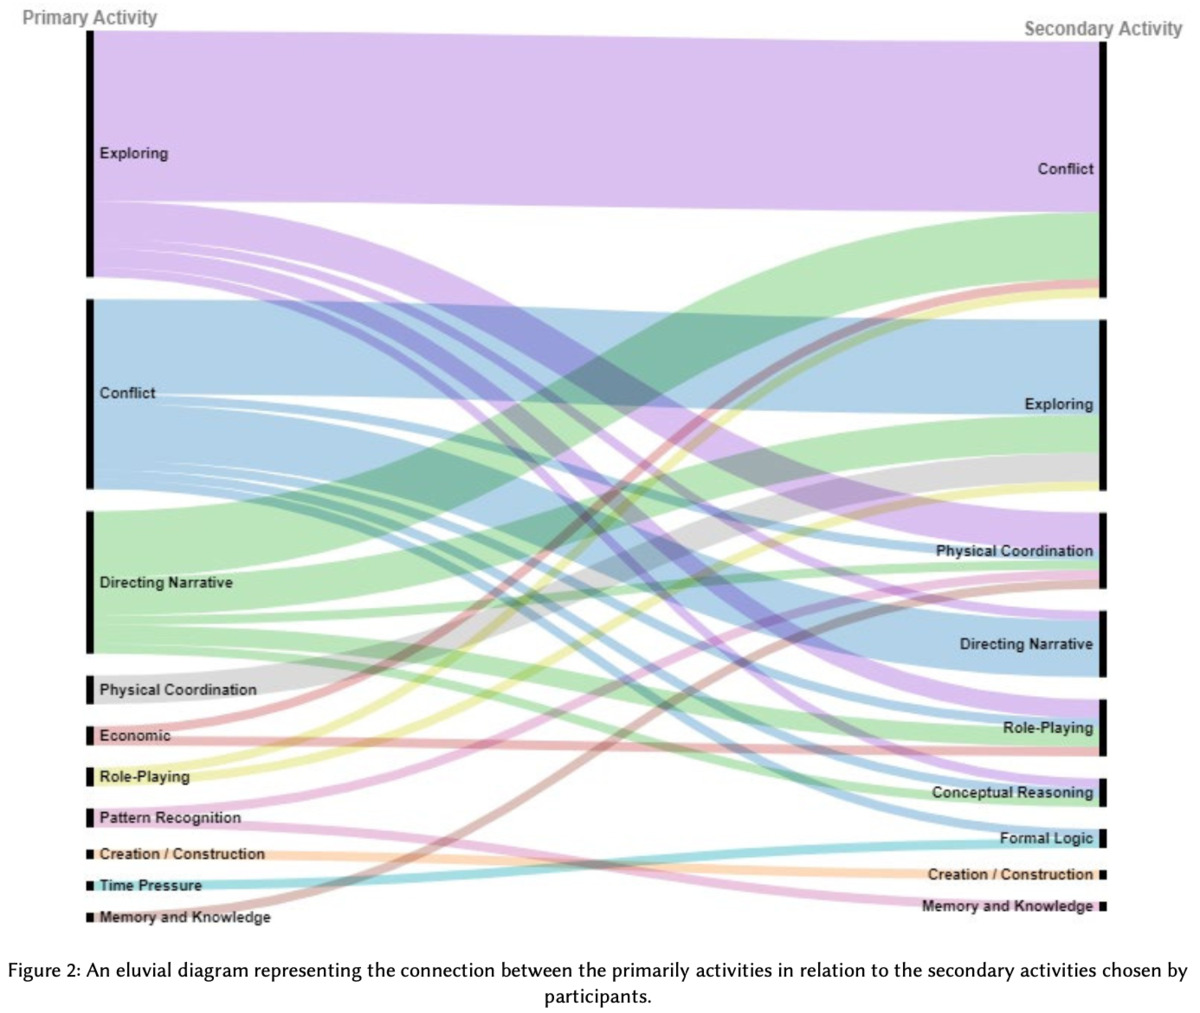 Primary Activity
Secondary Activity
Exploring
Conflict
Directing Narrative
Physical Coordination
Economic
Role-Playing
Pattern Recognition
Creation / Construction
Time Pressure
Memory and Knowledge
Conflict
Exploring
Physical Coordination
Directing Narrative
Role-Playing
Conceptual Reasoning
Formal Logic
Creation / Construction
Memory and Knowledge
Figure 2: An eluvial diagram representing the connection between the primarily activities in relation to the secondary activities chosen by
participants.